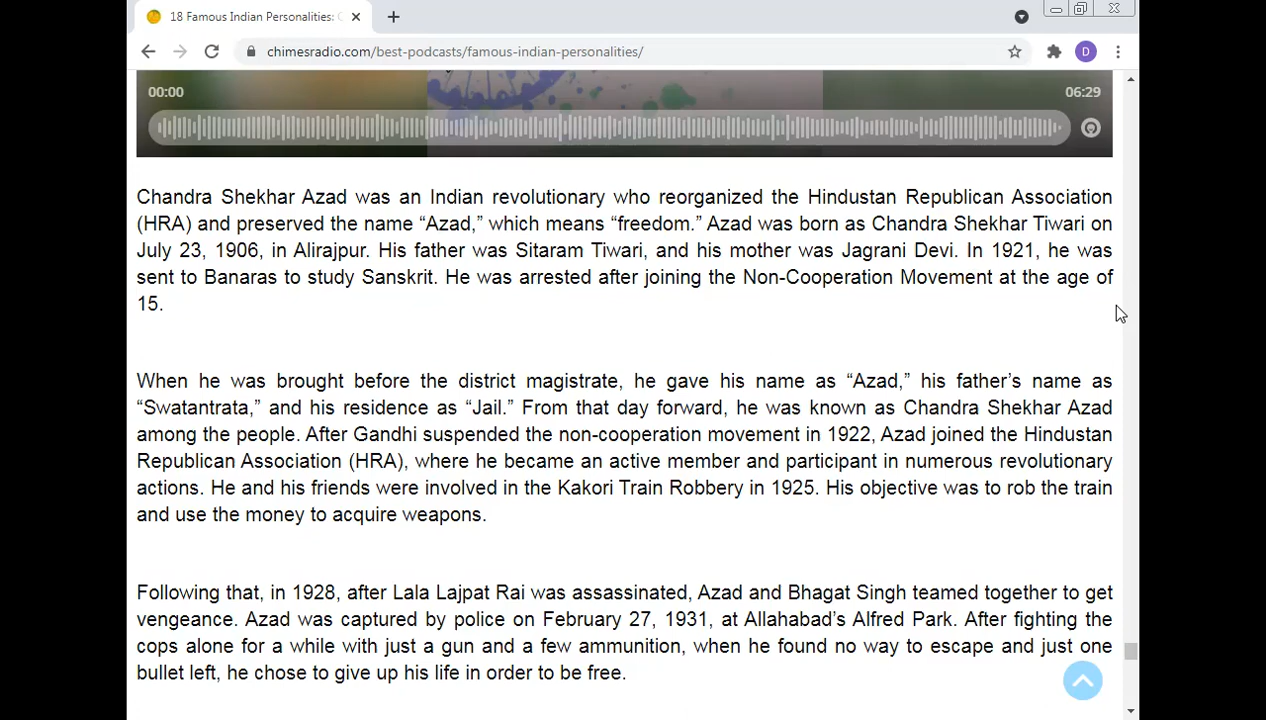 18 Famous Indian Personalities:
chimesradio.com/best-podcasts/famous-indian-personalities/
D
00:00
06:29
Chandra Shekhar Azad was an Indian revolutionary who reorganized the Hindustan Republican Association
(HRA) and preserved the name “Azad,” which means “freedom.” Azad was born as Chandra Shekhar Tiwari on
July 23, 1906, in Alirajpur. His father was Sitaram Tiwari, and his mother was Jagrani Devi. In 1921, he was
sent to Banaras to study Sanskrit. He was arrested after joining the Non-Cooperation Movement at the age of
15.
When he was brought before the district magistrate, he gave his name as “Azad,” his father’s name as
“Swatantrata,” and his residence as “Jail.” From that day forward, he was known as Chandra Shekhar Azad
among the people. After Gandhi suspended the non-cooperation movement in 1922, Azad joined the Hindustan
Republican Association (HRA), where he became an active member and participant in numerous revolutionary
actions. He and his friends were involved in the Kakori Train Robbery in 1925. His objective was to rob the train
and use the money to acquire weapons.
Following that, in 1928, after Lala Lajpat Rai was assassinated, Azad and Bhagat Singh teamed together to get
vengeance. Azad was captured by police on February 27, 1931, at Allahabad’s Alfred Park. After fighting the
cops alone for a while with just a gun and a few ammunition, when he found no way to escape and just one
bullet left, he chose to give up his life in order to be free.